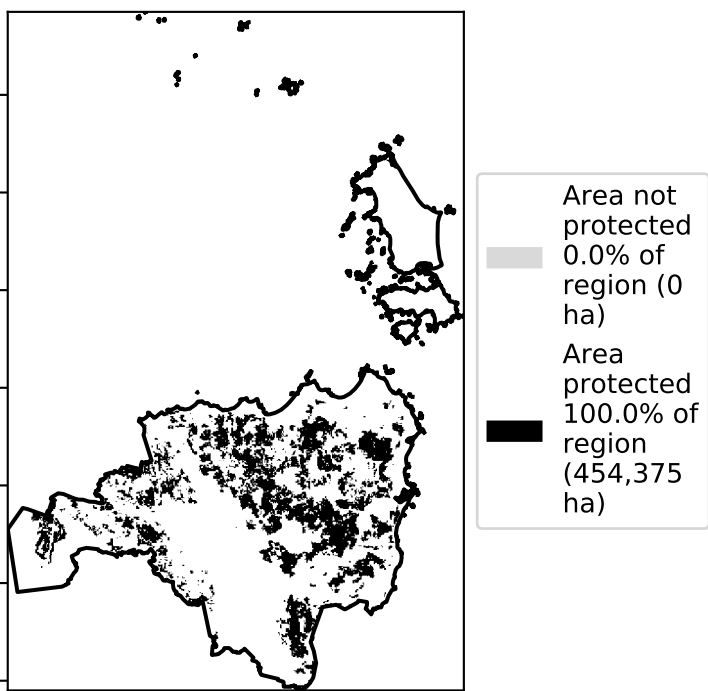 Area not
protected
0.0% of
region (0
ha)
Area
protected
100.0% of
region
(454,375
ha)